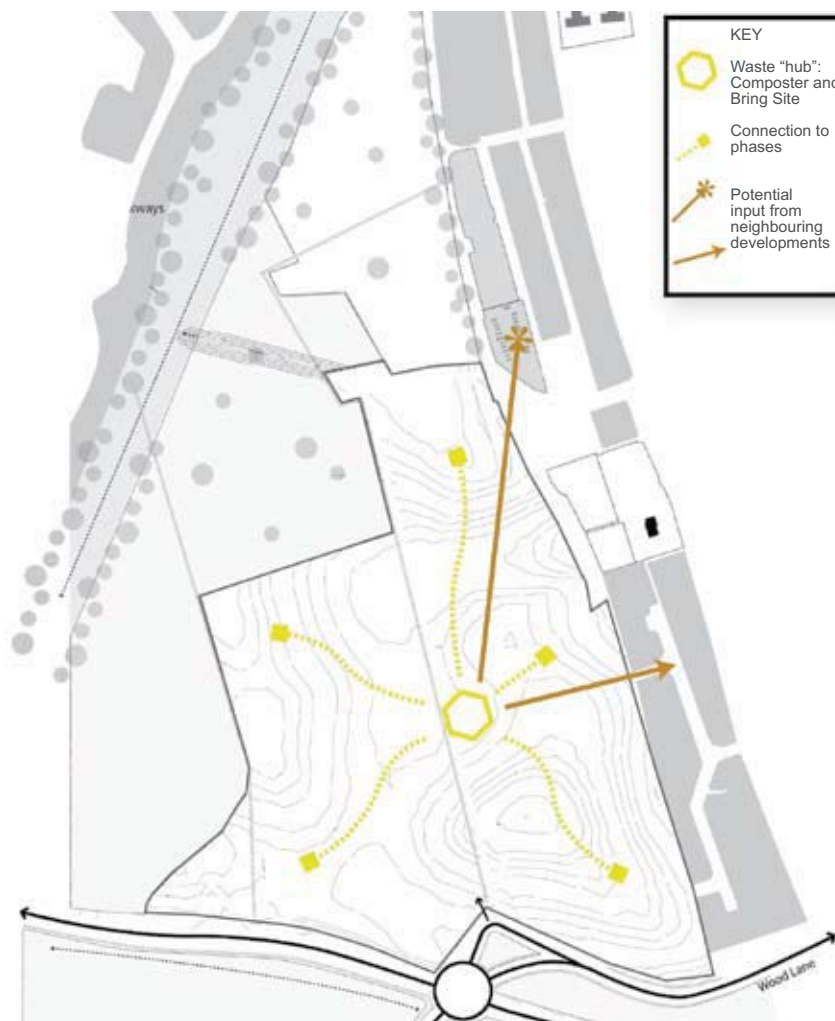 KEY
Waste “hub”:
Composter and
Bring Site
Connection to
phases
Potential
input from
neighbouring
developments
Wood Lane